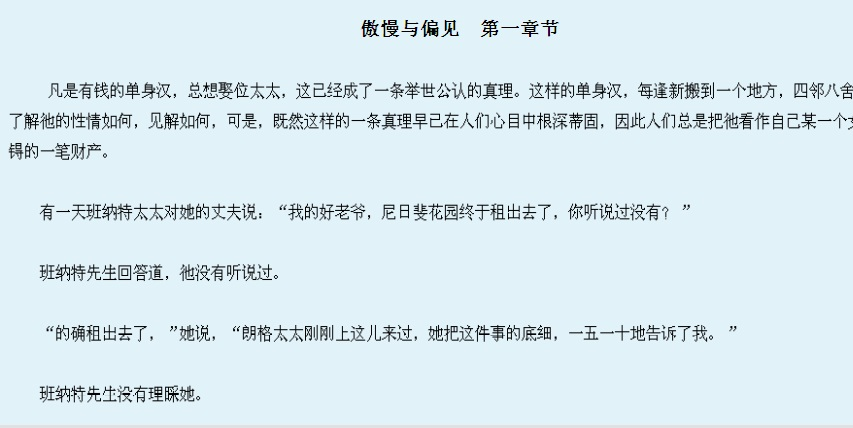 傲慢与偏见 第一章节
凡是有钱的单身汉，总想娶位太太，这已经成了一条举世公认的真理。这样的单身汉，每逢新搬到一个地方，四邻八舍
了解他的性情如何，见解如何，可是，既然这样的一条真理早已在人们心目中根深蒂固，因此人们总是把他看作自己某一个女
得的一笔财产。
有一天班纳特太太对她的丈夫说：“我的好老爷，尼日斐花园终于租出去了，你听说过没有？”
班纳特先生回答道，他没有听说过。
“的确租出去了，”她说，“朗格太太刚刚上这儿来过，她把这件事的底细，一五一十地告诉了我。”
班纳特先生没有理睬她。